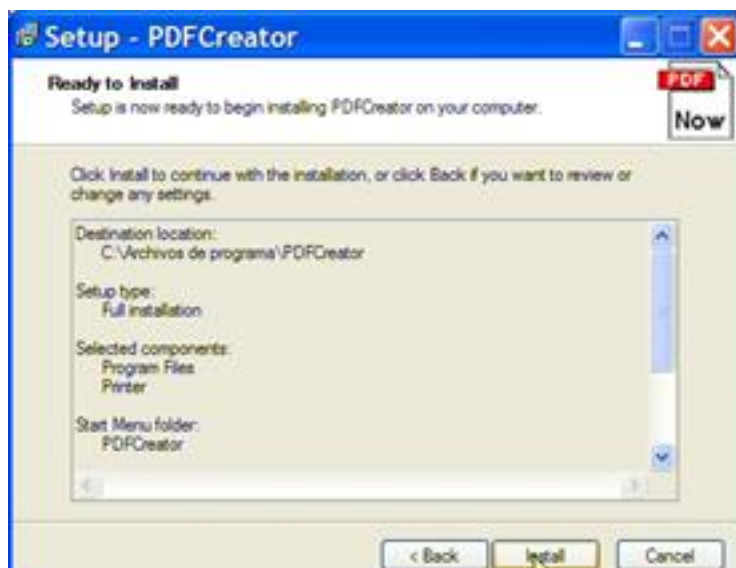 Setup - PDFCreator
Ready to Install
Setup is now ready to begin installing PDFCreator on your computer.
PDF
Now
Click Install to continue with the installation, or click Back if you want to review or
change any settings.
Destination location:
C:\Archivos de programa\PDFCreator
Setup type:
Full installation
Selected components:
Program Files
Printer
Start Menu folder:
PDFCreator
< Back
Install
Cancel